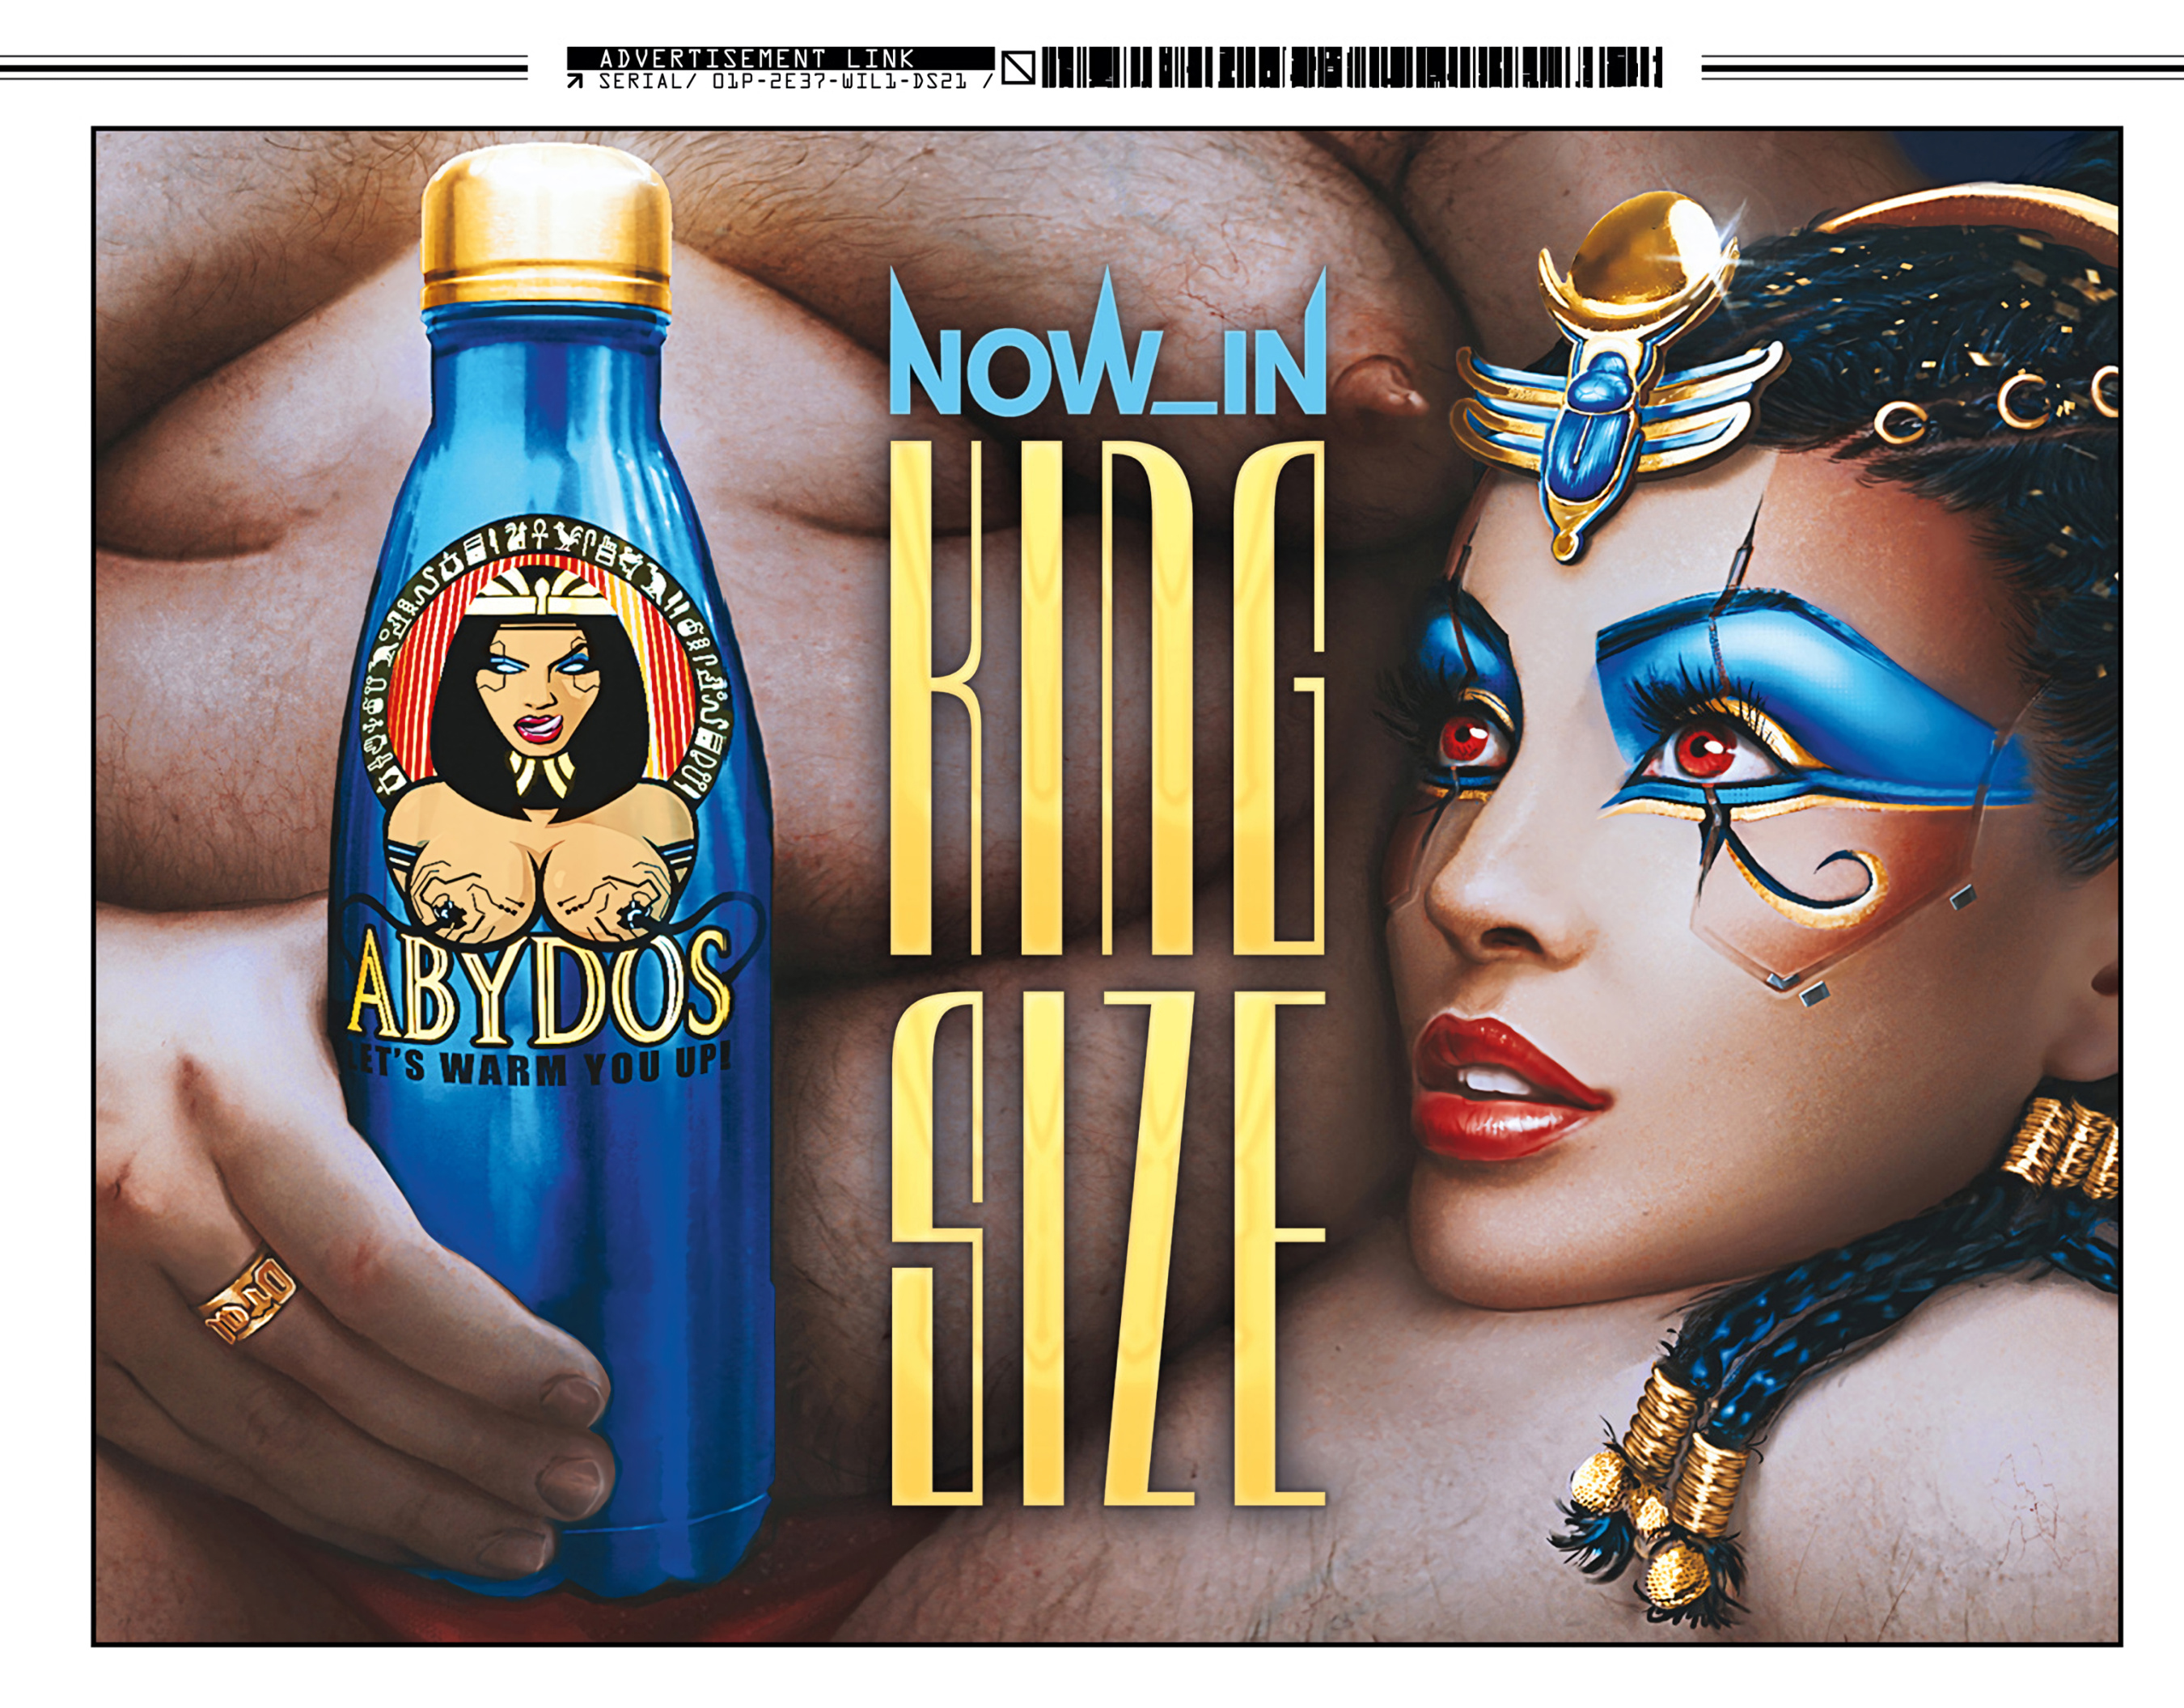 ADVERTISEMENT LINK
SERIAL/ 01P-2E37-WIL1-DS21 /
NOW_IN
KING
SIZE
ABYDOS
LET'S WARM YOU UP!